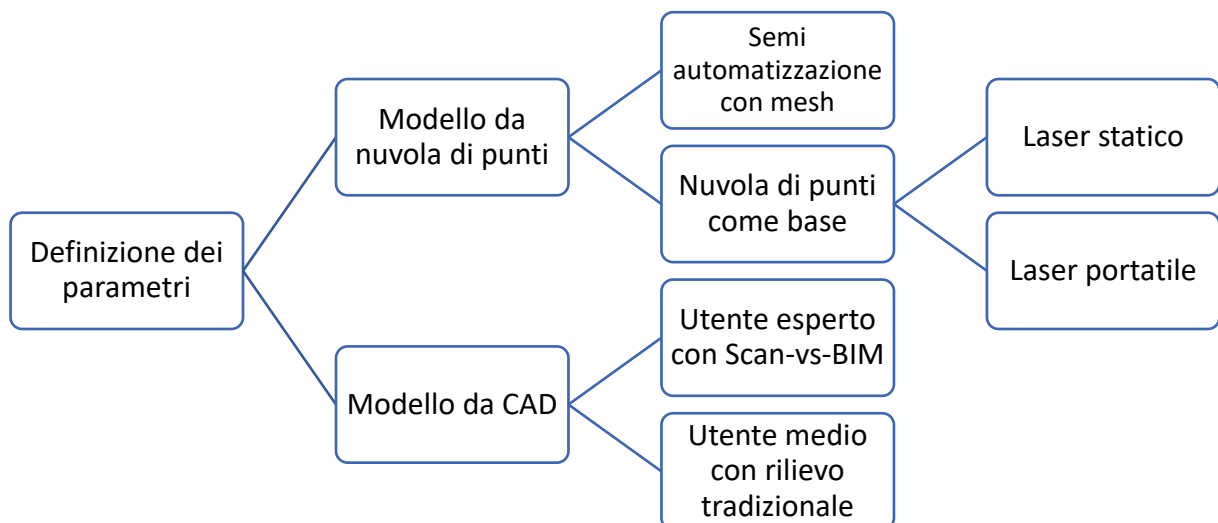 Definizione dei
parametri
Modello da
nuvola di punti
Semi
automatizzazione
con mesh
Nuvola di punti
come base
Laser statico
Laser portatile
Modello da CAD
Utente esperto
con Scan-vs-BIM
Utente medio
con rilievo
tradizionale